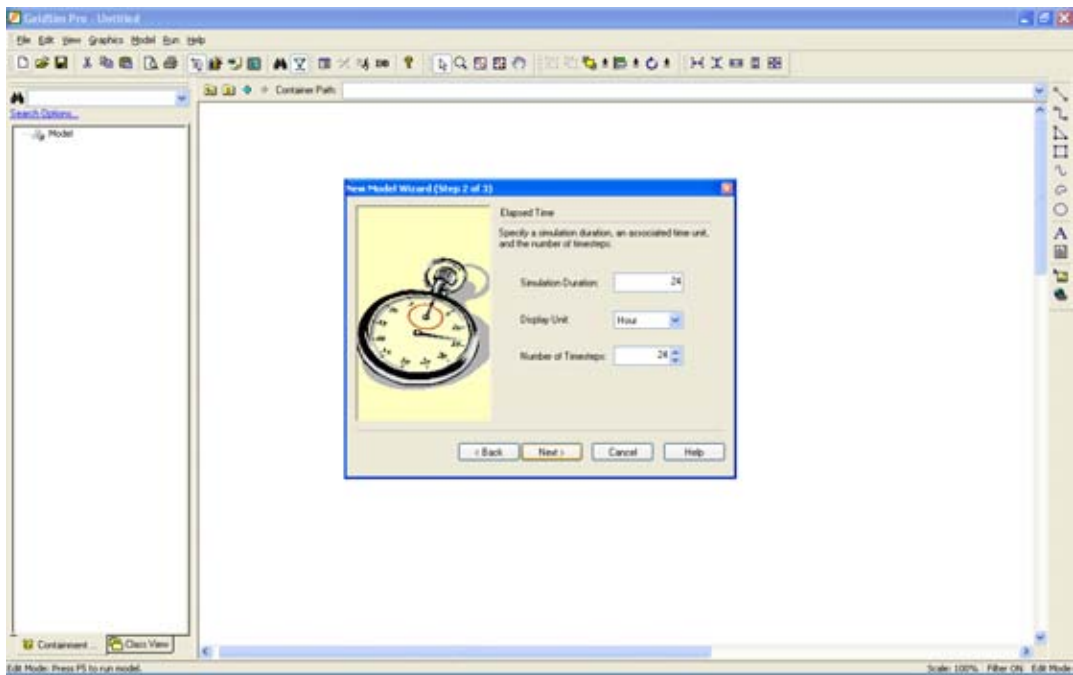 GoldSim Pro - Untitled
File Edit View Graphics Model Run Help
Container Path:
Search Options...
Model
New Model Wizard (Step 2 of 3)
Elapsed Time
Specify a simulation duration, an associated time unit,
and the number of timesteps.
Simulation Duration: 24
Display Unit: Hour
Number of Timesteps: 24
< Back Next > Cancel Help
Containment ... Class View
Edit Mode: Press F5 to run model. Scale: 100% Filter ON Edit Mode